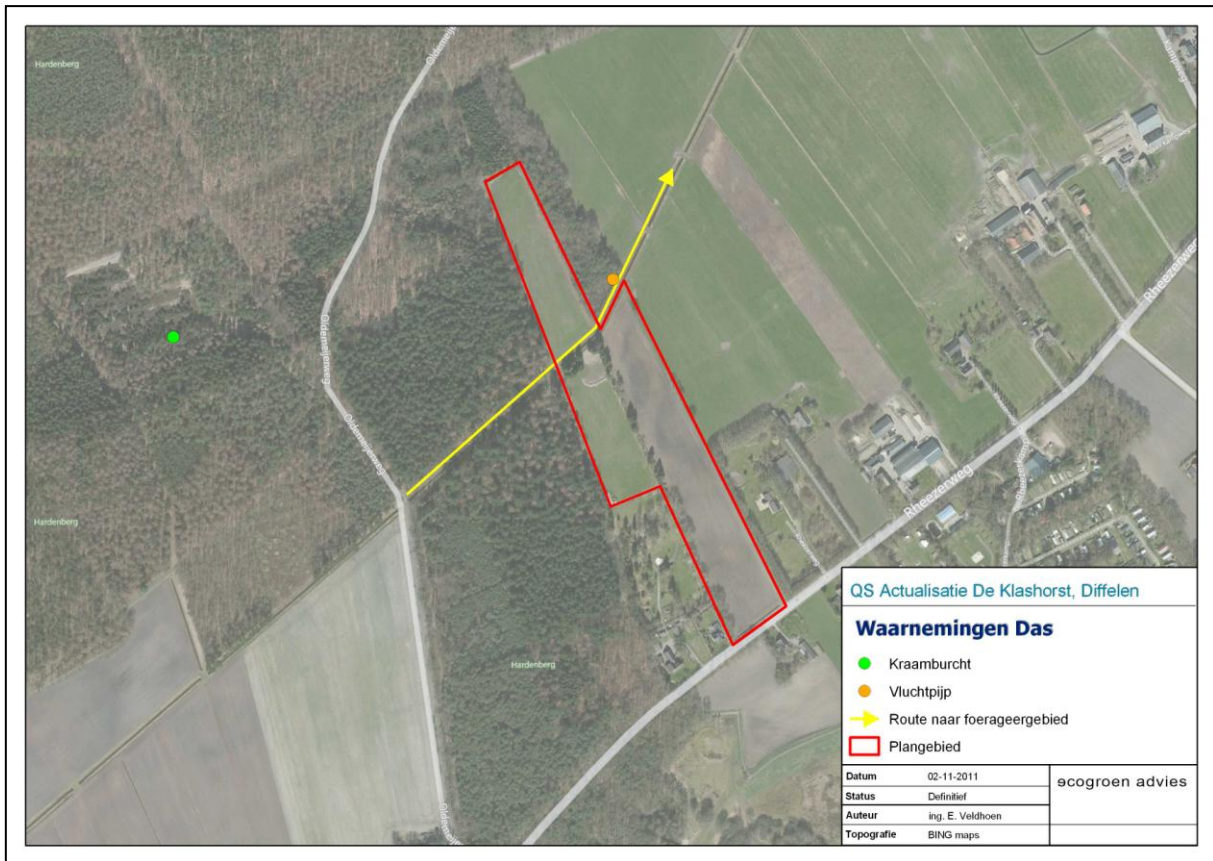 Hardenberg
Oldemeijerweg
Oldemeijerweg
Rheezerweg
Rheezerweg
Hardenberg
Hardenberg
QS Actualisatie De Klashorst, Diffelen
Waarnemingen Das
Kraamburcht
Vluchtpijp
Route naar foerageergebied
Plangebied
Datum 02-11-2011
Status Definitief
Auteur ing. E. Veldhoen
Topografie BING maps
ecogroen advies